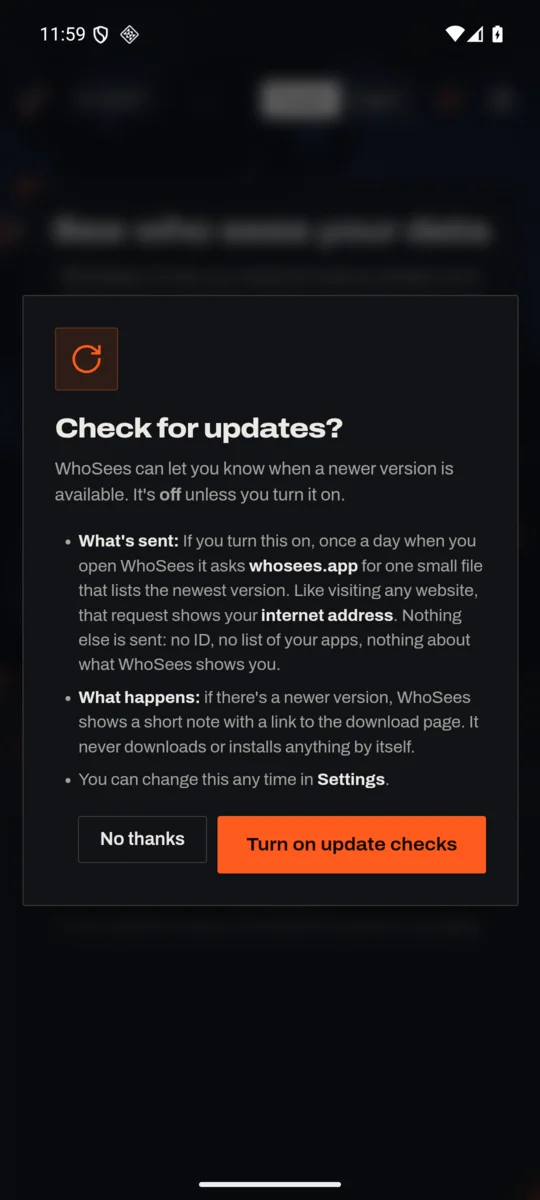 11:59
See who sees your data
Check for updates?
WhoSees can let you know when a newer version is
available. It's off unless you turn it on.
• What's sent: If you turn this on, once a day when you
open WhoSees it asks whosees.app for one small file
that lists the newest version. Like visiting any website,
that request shows your internet address. Nothing
else is sent: no ID, no list of your apps, nothing about
what WhoSees shows you.
• What happens: if there's a newer version, WhoSees
shows a short note with a link to the download page. It
never downloads or installs anything by itself.
• You can change this any time in Settings.
No thanks
Turn on update checks